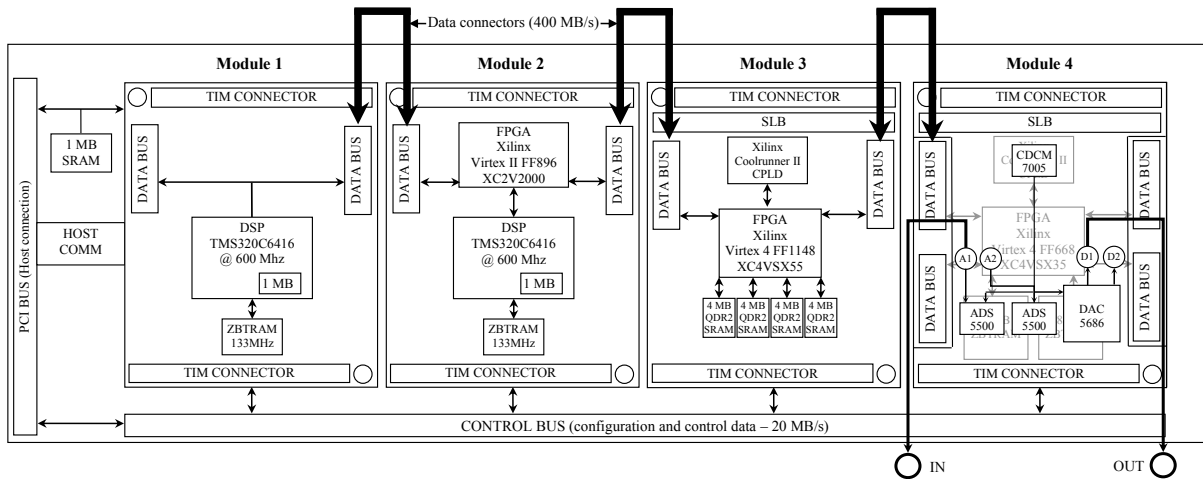 Data connectors (400 MB/s)
Module 1
Module 2
Module 3
Module 4
PCI BUS (Host connection)
1 MB
SRAM
HOST
COMM
TIM CONNECTOR
DATA BUS
DATA BUS
DSP
TMS320C6416
@ 600 Mhz
1 MB
ZBTRAM
133MHz
TIM CONNECTOR
TIM CONNECTOR
DATA BUS
DATA BUS
FPGA
Xilinx
Virtex II FF896
XC2V2000
DSP
TMS320C6416
@ 600 Mhz
1 MB
ZBTRAM
133MHz
TIM CONNECTOR
TIM CONNECTOR
SLB
DATA BUS
DATA BUS
Xilinx
Coolrunner II
CPLD
FPGA
Xilinx
Virtex 4 FF1148
XC4VSX55
4 MB
QDR2
SRAM
4 MB
QDR2
SRAM
4 MB
QDR2
SRAM
4 MB
QDR2
SRAM
TIM CONNECTOR
TIM CONNECTOR
SLB
DATA BUS
DATA BUS
DATA BUS
DATA BUS
Xilinx
CDCM
7005
FPGA
Xilinx
Virtex 4 FF668
XC4VSX35
A1
A2
D1
D2
ADS
5500
ADS
5500
DAC
5686
ZBTRAM
TIM CONNECTOR
CONTROL BUS (configuration and control data – 20 MB/s)
IN
OUT